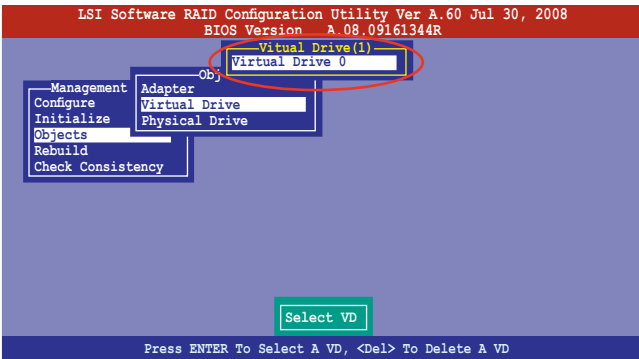 LSI Software RAID Configuration Utility Ver A.60 Jul 30, 2008
BIOS Version A.08.09161344R
Vitual Drive(1)
Virtual Drive 0
Obj
Adapter
Virtual Drive
Physical Drive
Management
Configure
Initialize
Objects
Rebuild
Check Consistency
Select VD
Press ENTER To Select A VD, <Del> To Delete A VD